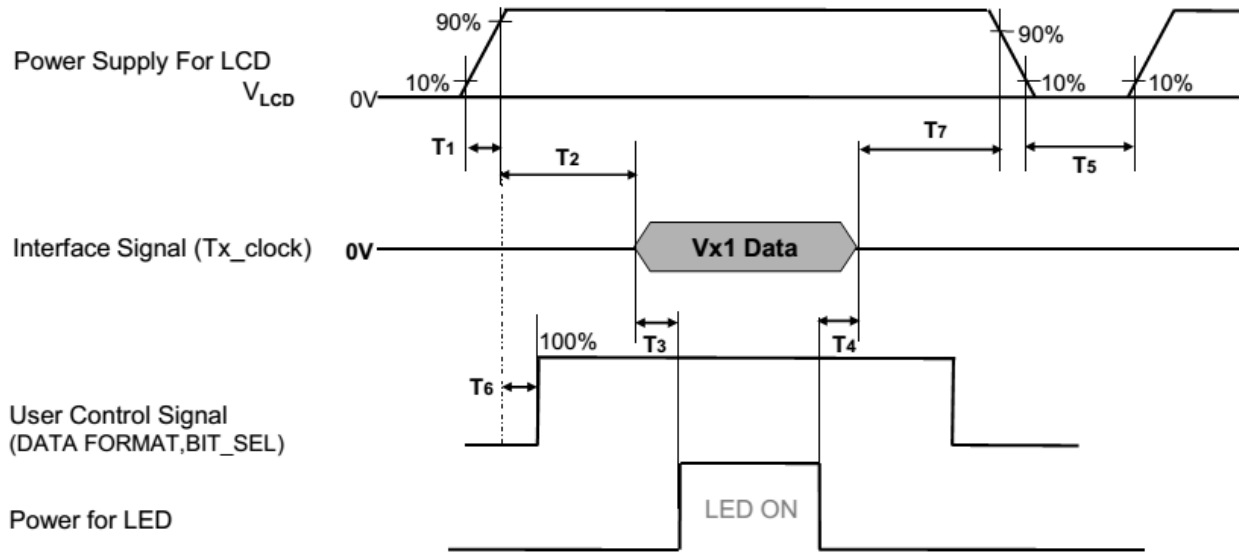 90%
Power Supply For LCD
VLCD
10%
0V
90%
10%
10%
T1
T2
T7
T5
Interface Signal (Tx_clock)
0V
Vx1 Data
100%
T3
T4
T6
User Control Signal
(DATA FORMAT,BIT_SEL)
Power for LED
LED ON